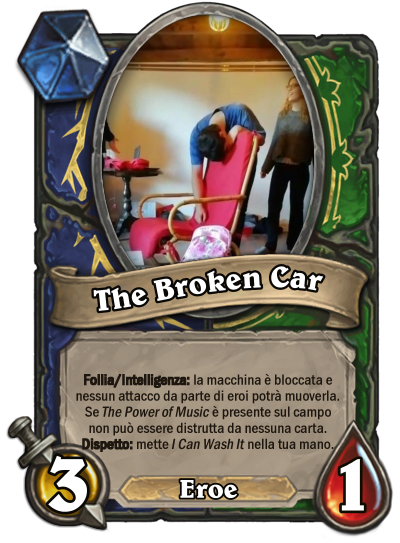 The Broken Car
Follia/Intelligenza: la macchina è bloccata e
nessun attacco da parte di eroi potrà muoverla.
Se The Power of Music è presente sul campo
non può essere distrutta da nessuna carta.
Dispetto: mette I Can Wash It nella tua mano.
3
Eroe
1